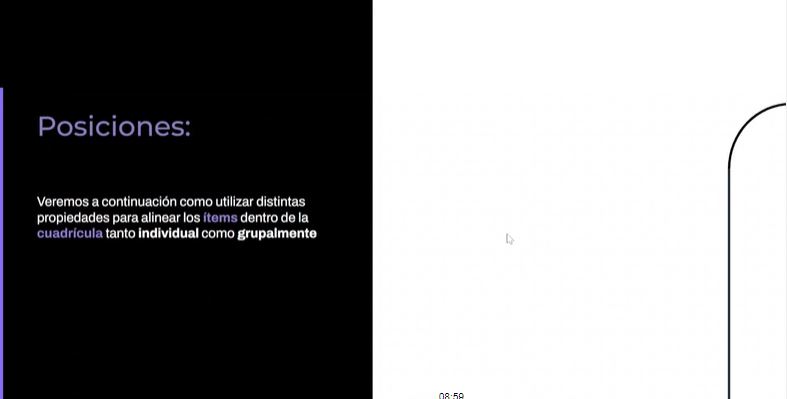 Posiciones:
Veremos a continuación como utilizar distintas
propiedades para alinear los ítems dentro de la
cuadrícula tanto individual como grupalmente
08:59